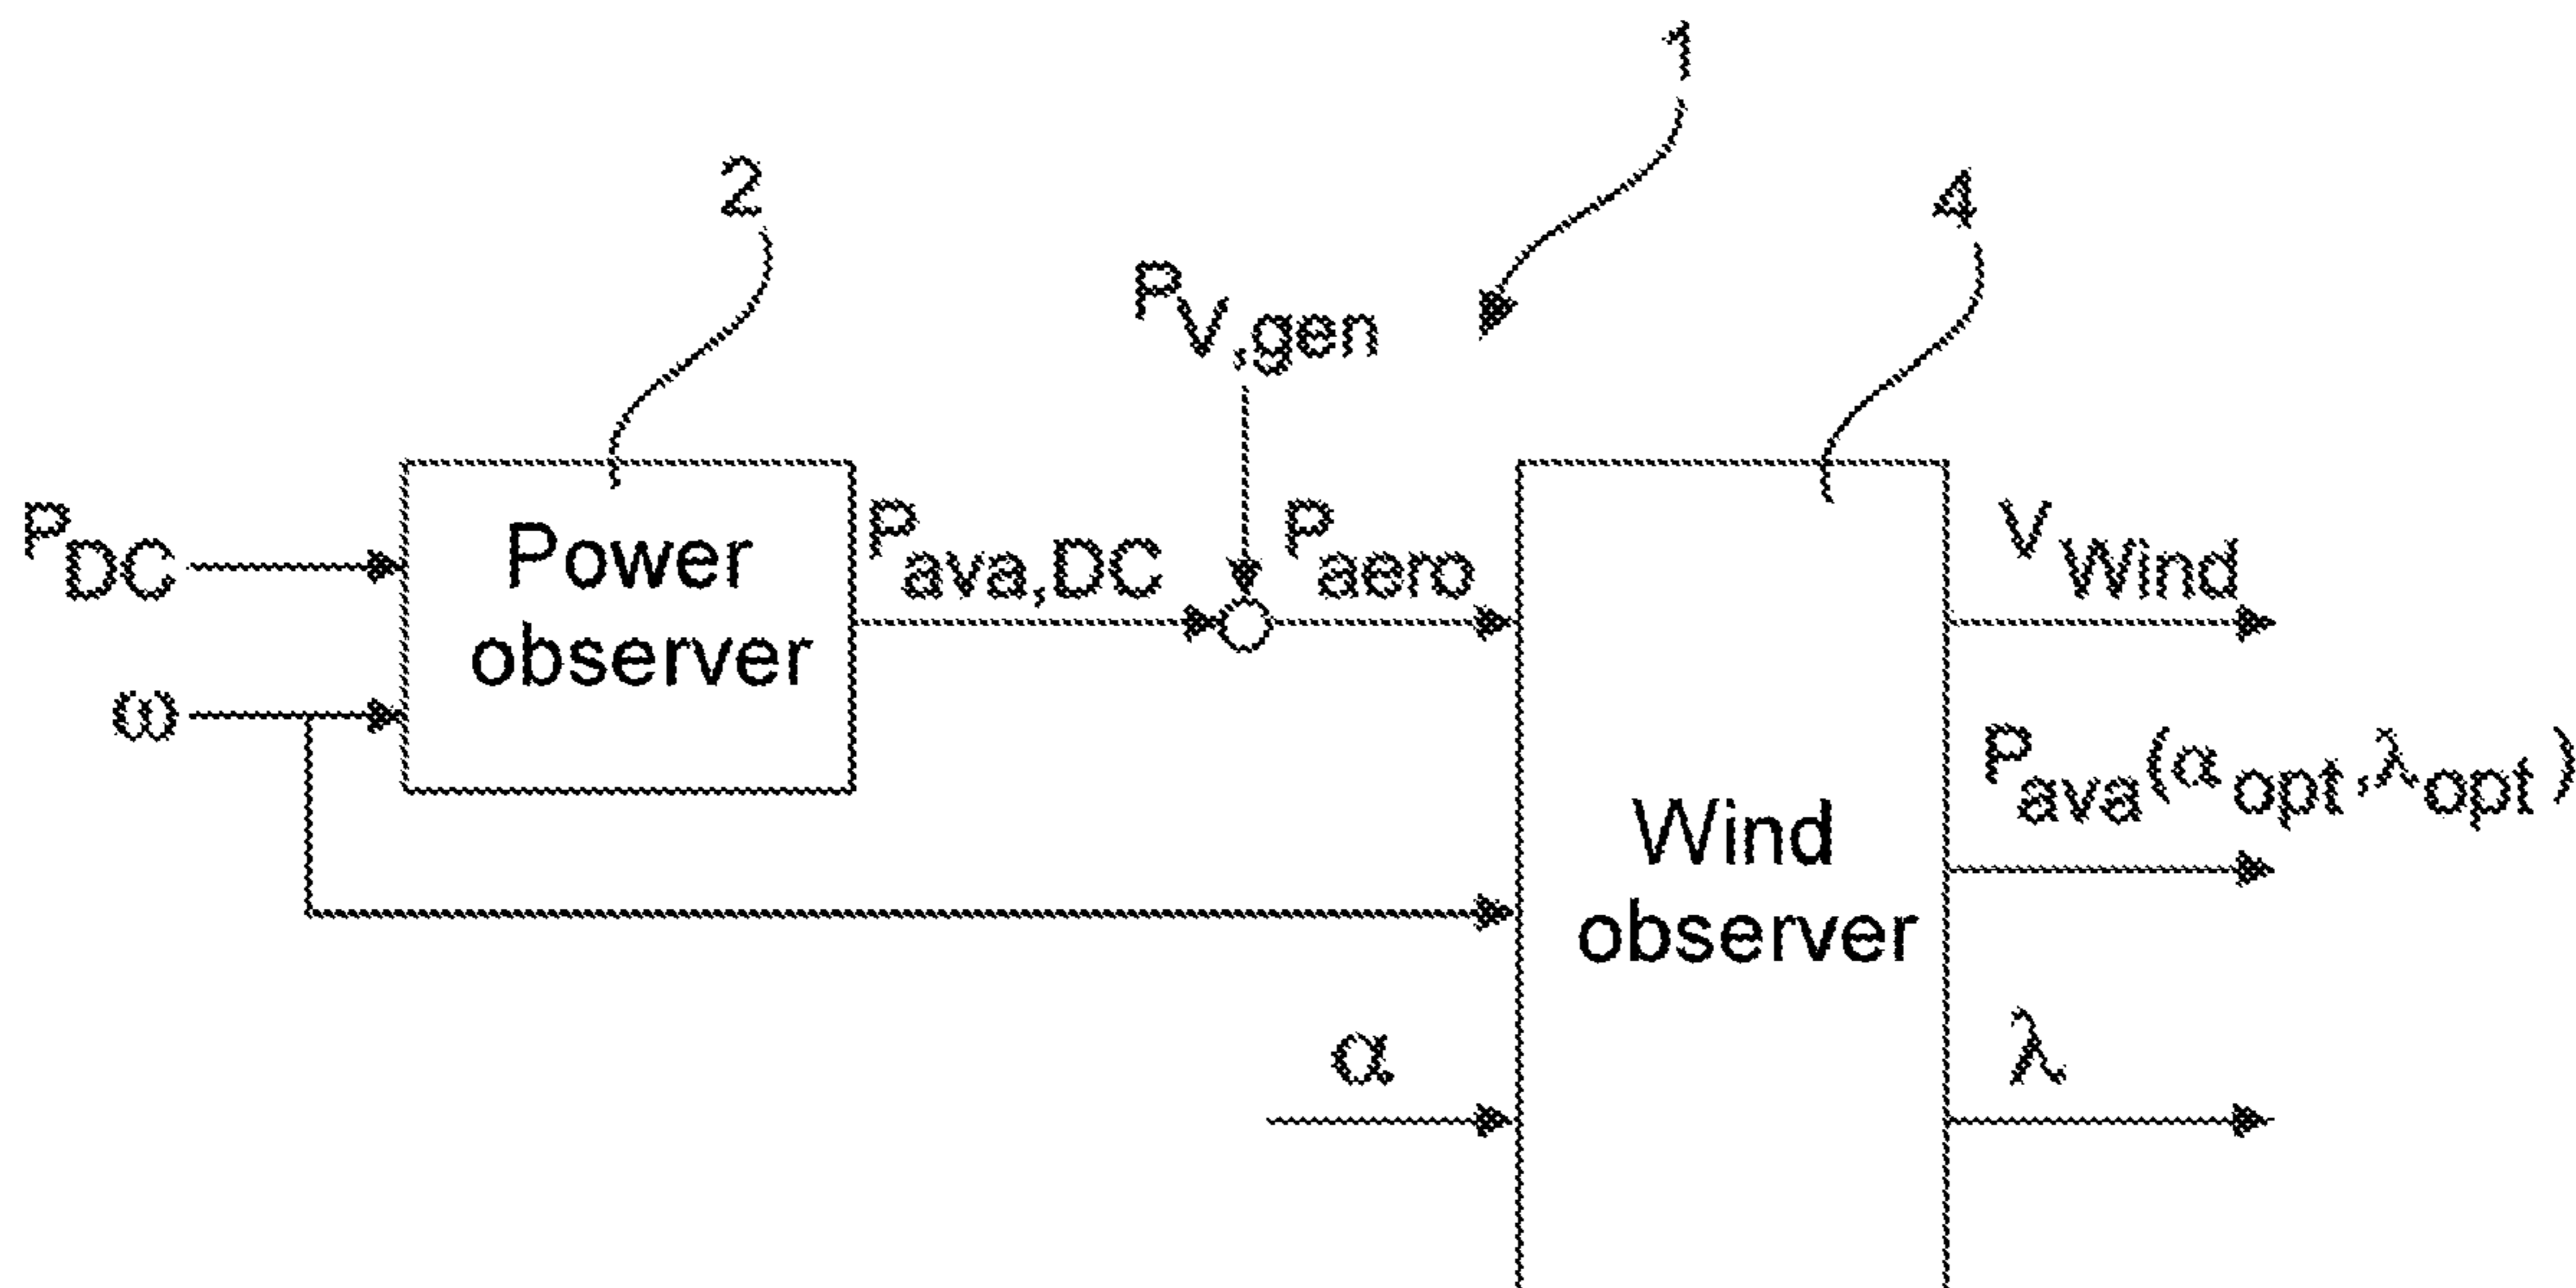 1
2
4
P_V,gen
P_DC
Power
observer
P_ava,DC
P_aero
V_Wind
ω
P_ava(α_opt,λ_opt)
Wind
observer
α
λ